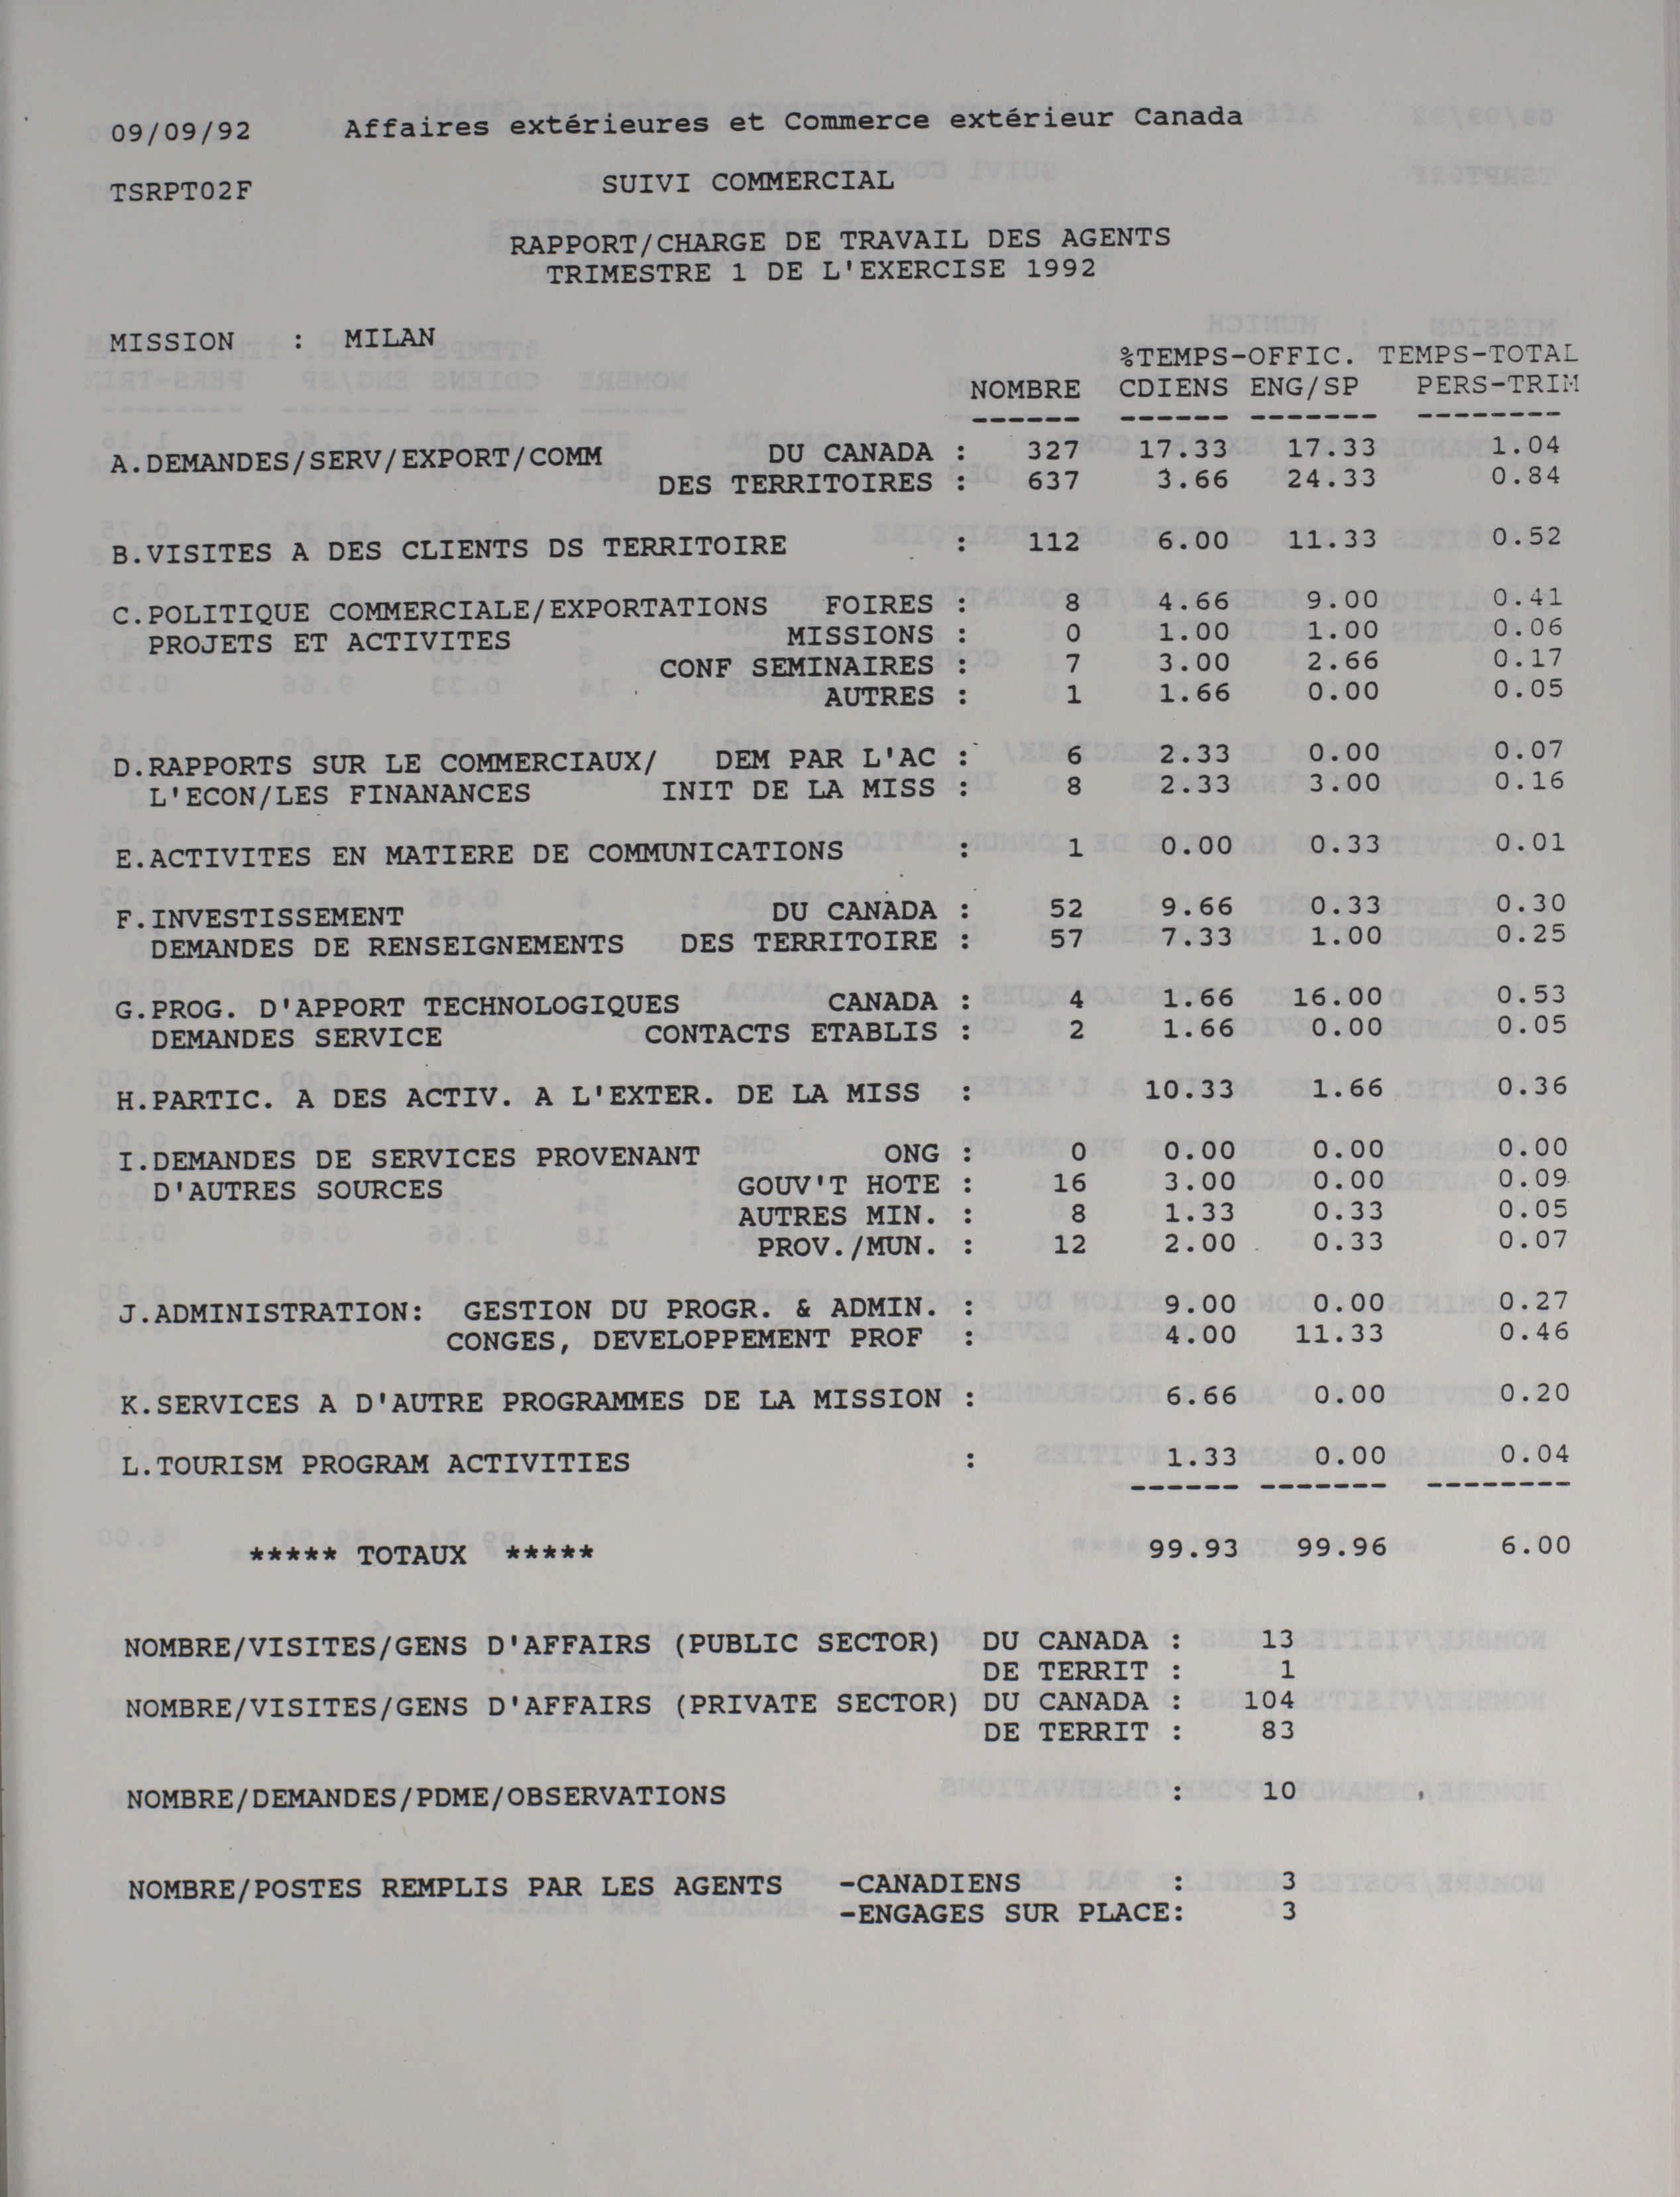 09/09/92 Affaires extérieures et Commerce extérieur Canada
TSRPT02F SUIVI COMMERCIAL
RAPPORT/CHARGE DE TRAVAIL DES AGENTS
TRIMESTRE 1 DE L'EXERCISE 1992
MISSION : MILAN
%TEMPS-OFFIC. TEMPS-TOTAL
NOMBRE CDIENS ENG/SP PERS-TRIM
------ ------ ------- --------
A.DEMANDES/SERV/EXPORT/COMM DU CANADA : 327 17.33 17.33 1.04
DES TERRITOIRES : 637 3.66 24.33 0.84
B.VISITES A DES CLIENTS DS TERRITOIRE : 112 6.00 11.33 0.52
C.POLITIQUE COMMERCIALE/EXPORTATIONS FOIRES : 8 4.66 9.00 0.41
PROJETS ET ACTIVITES MISSIONS : 0 1.00 1.00 0.06
CONF SEMINAIRES : 7 3.00 2.66 0.17
AUTRES : 1 1.66 0.00 0.05
D.RAPPORTS SUR LE COMMERCIAUX/ DEM PAR L'AC : 6 2.33 0.00 0.07
L'ECON/LES FINANANCES INIT DE LA MISS : 8 2.33 3.00 0.16
E.ACTIVITES EN MATIERE DE COMMUNICATIONS : 1 0.00 0.33 0.01
F.INVESTISSEMENT DU CANADA : 52 9.66 0.33 0.30
DEMANDES DE RENSEIGNEMENTS DES TERRITOIRE : 57 7.33 1.00 0.25
G.PROG. D'APPORT TECHNOLOGIQUES CANADA : 4 1.66 16.00 0.53
DEMANDES SERVICE CONTACTS ETABLIS : 2 1.66 0.00 0.05
H.PARTIC. A DES ACTIV. A L'EXTER. DE LA MISS : 10.33 1.66 0.36
I.DEMANDES DE SERVICES PROVENANT ONG : 0 0.00 0.00 0.00
D'AUTRES SOURCES GOUV'T HOTE : 16 3.00 0.00 0.09
AUTRES MIN. : 8 1.33 0.33 0.05
PROV./MUN. : 12 2.00 0.33 0.07
J.ADMINISTRATION: GESTION DU PROGR. & ADMIN. : 9.00 0.00 0.27
CONGES, DEVELOPPEMENT PROF : 4.00 11.33 0.46
K.SERVICES A D'AUTRE PROGRAMMES DE LA MISSION : 6.66 0.00 0.20
L.TOURISM PROGRAM ACTIVITIES : 1.33 0.00 0.04
------ ------- --------
***** TOTAUX ***** 99.93 99.96 6.00
NOMBRE/VISITES/GENS D'AFFAIRS (PUBLIC SECTOR) DU CANADA : 13
DE TERRIT : 1
NOMBRE/VISITES/GENS D'AFFAIRS (PRIVATE SECTOR) DU CANADA : 104
DE TERRIT : 83
NOMBRE/DEMANDES/PDME/OBSERVATIONS : 10
NOMBRE/POSTES REMPLIS PAR LES AGENTS -CANADIENS : 3
-ENGAGES SUR PLACE: 3